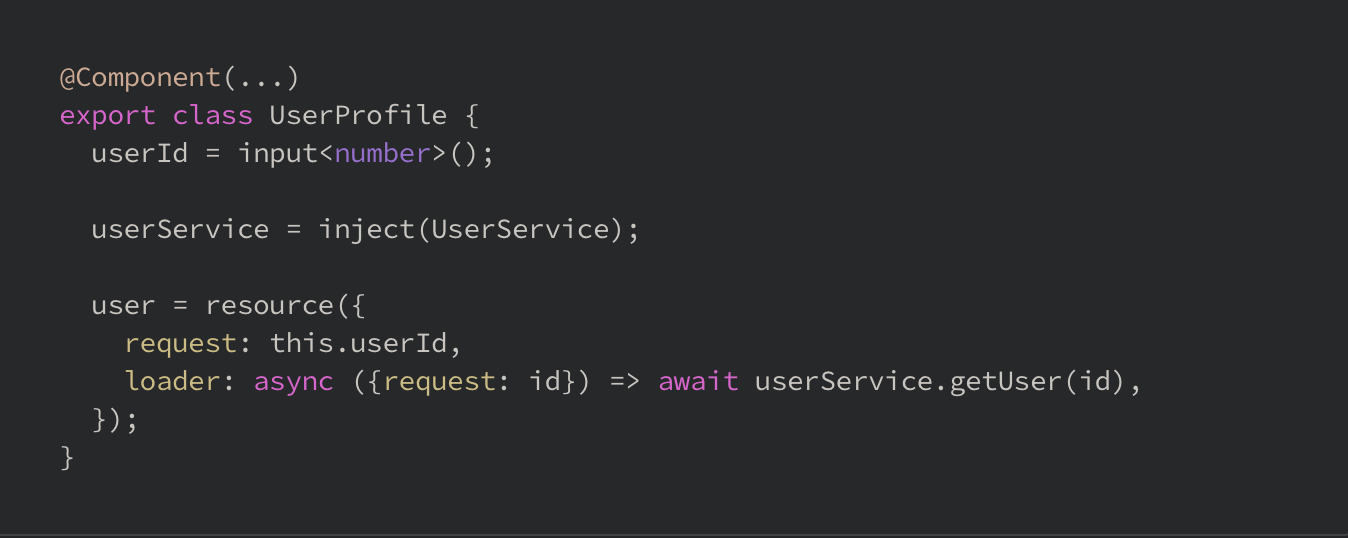 @Component(...)
export class UserProfile {
  userId = input<number>();
  userService = inject(UserService);
  user = resource({
    request: this.userId,
    loader: async ({request: id}) => await userService.getUser(id),
  });
}